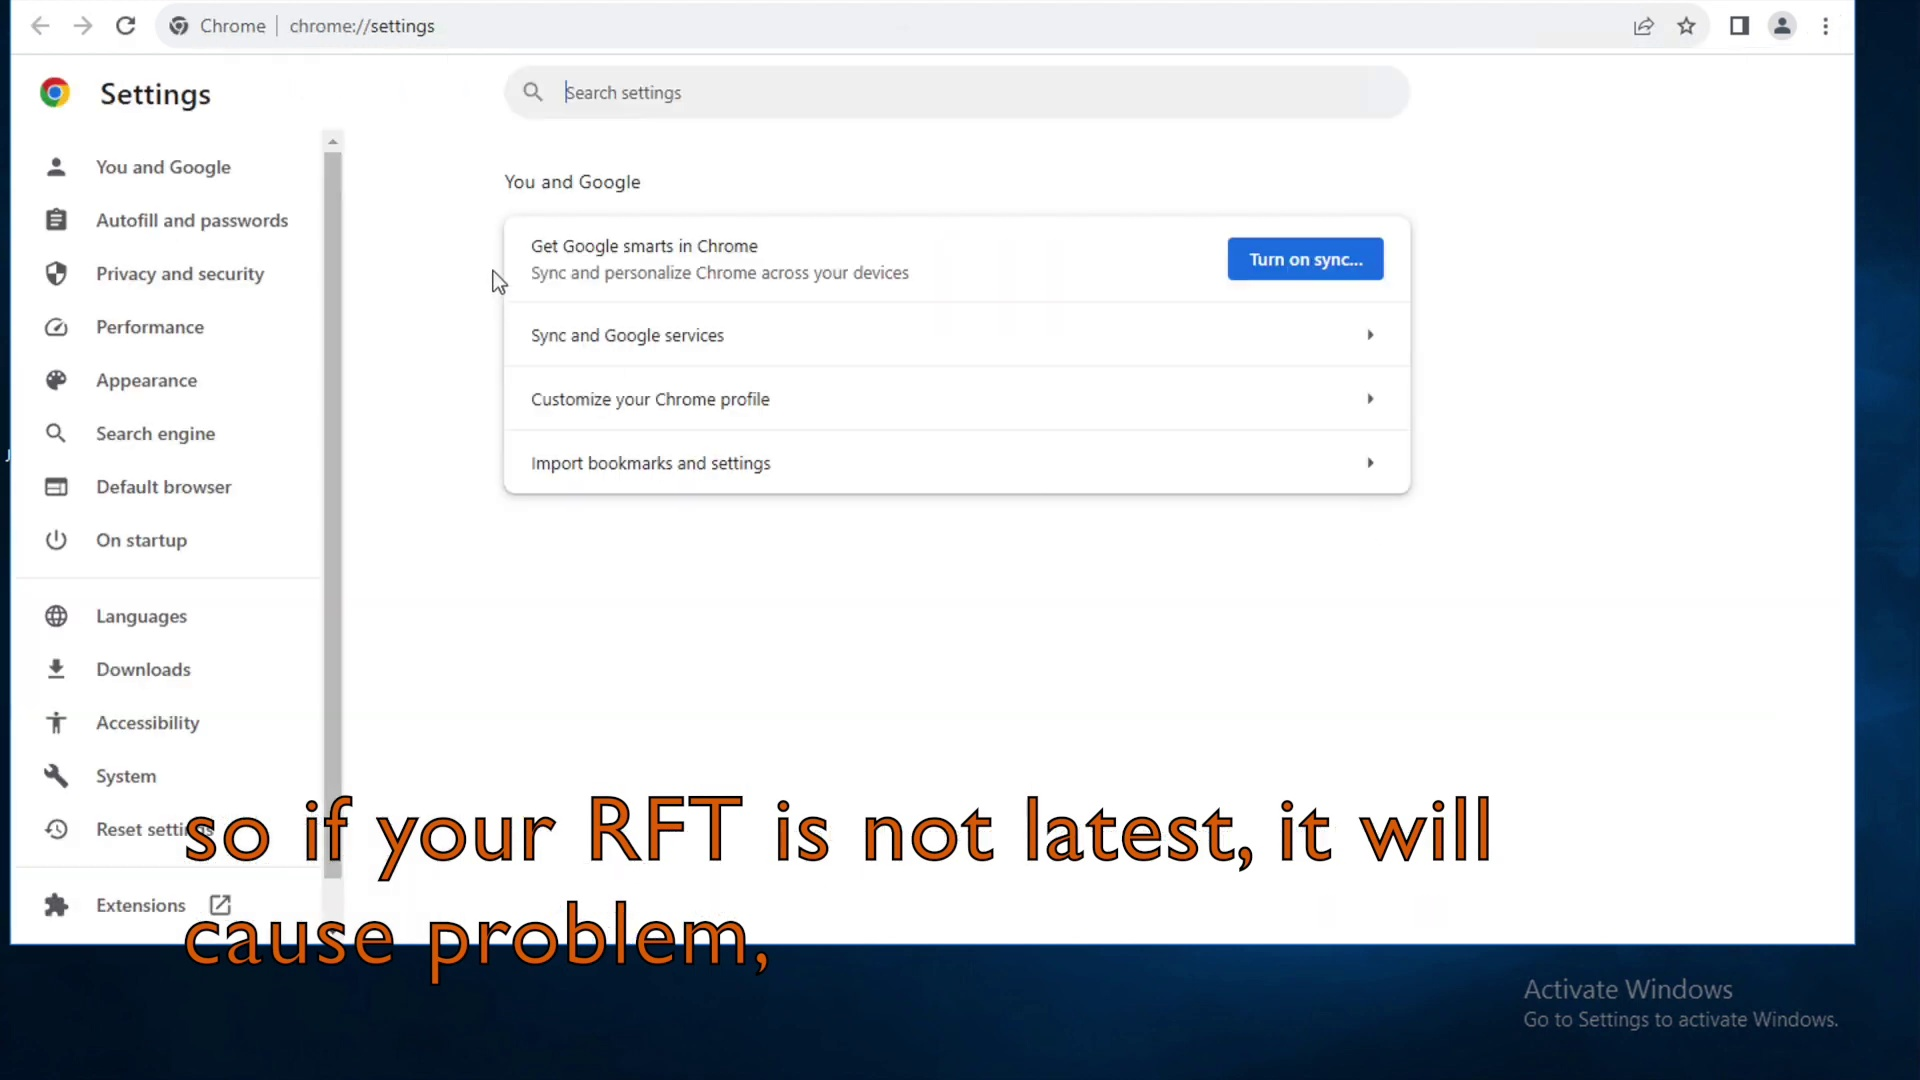 Chrome
chrome://settings
Settings
Search settings
You and Google
Autofill and passwords
Privacy and security
Performance
Appearance
Search engine
Default browser
On startup
Languages
Downloads
Accessibility
System
Reset settings
Extensions
You and Google
Get Google smarts in Chrome
Sync and personalize Chrome across your devices
Turn on sync...
Sync and Google services
Customize your Chrome profile
Import bookmarks and settings
so if your RFT is not latest, it will
cause problem,
Activate Windows
Go to Settings to activate Windows.